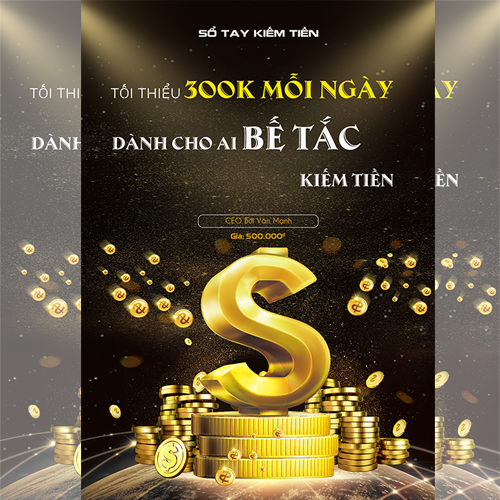 SỔ TAY KIẾM TIỀN
TỐI THIỂU 300K MỖI NGÀY
DÀNH CHO AI BẾ TẮC
KIẾM TIỀN
CEO Bùi Văn Mạnh
Giá: 500.000đ